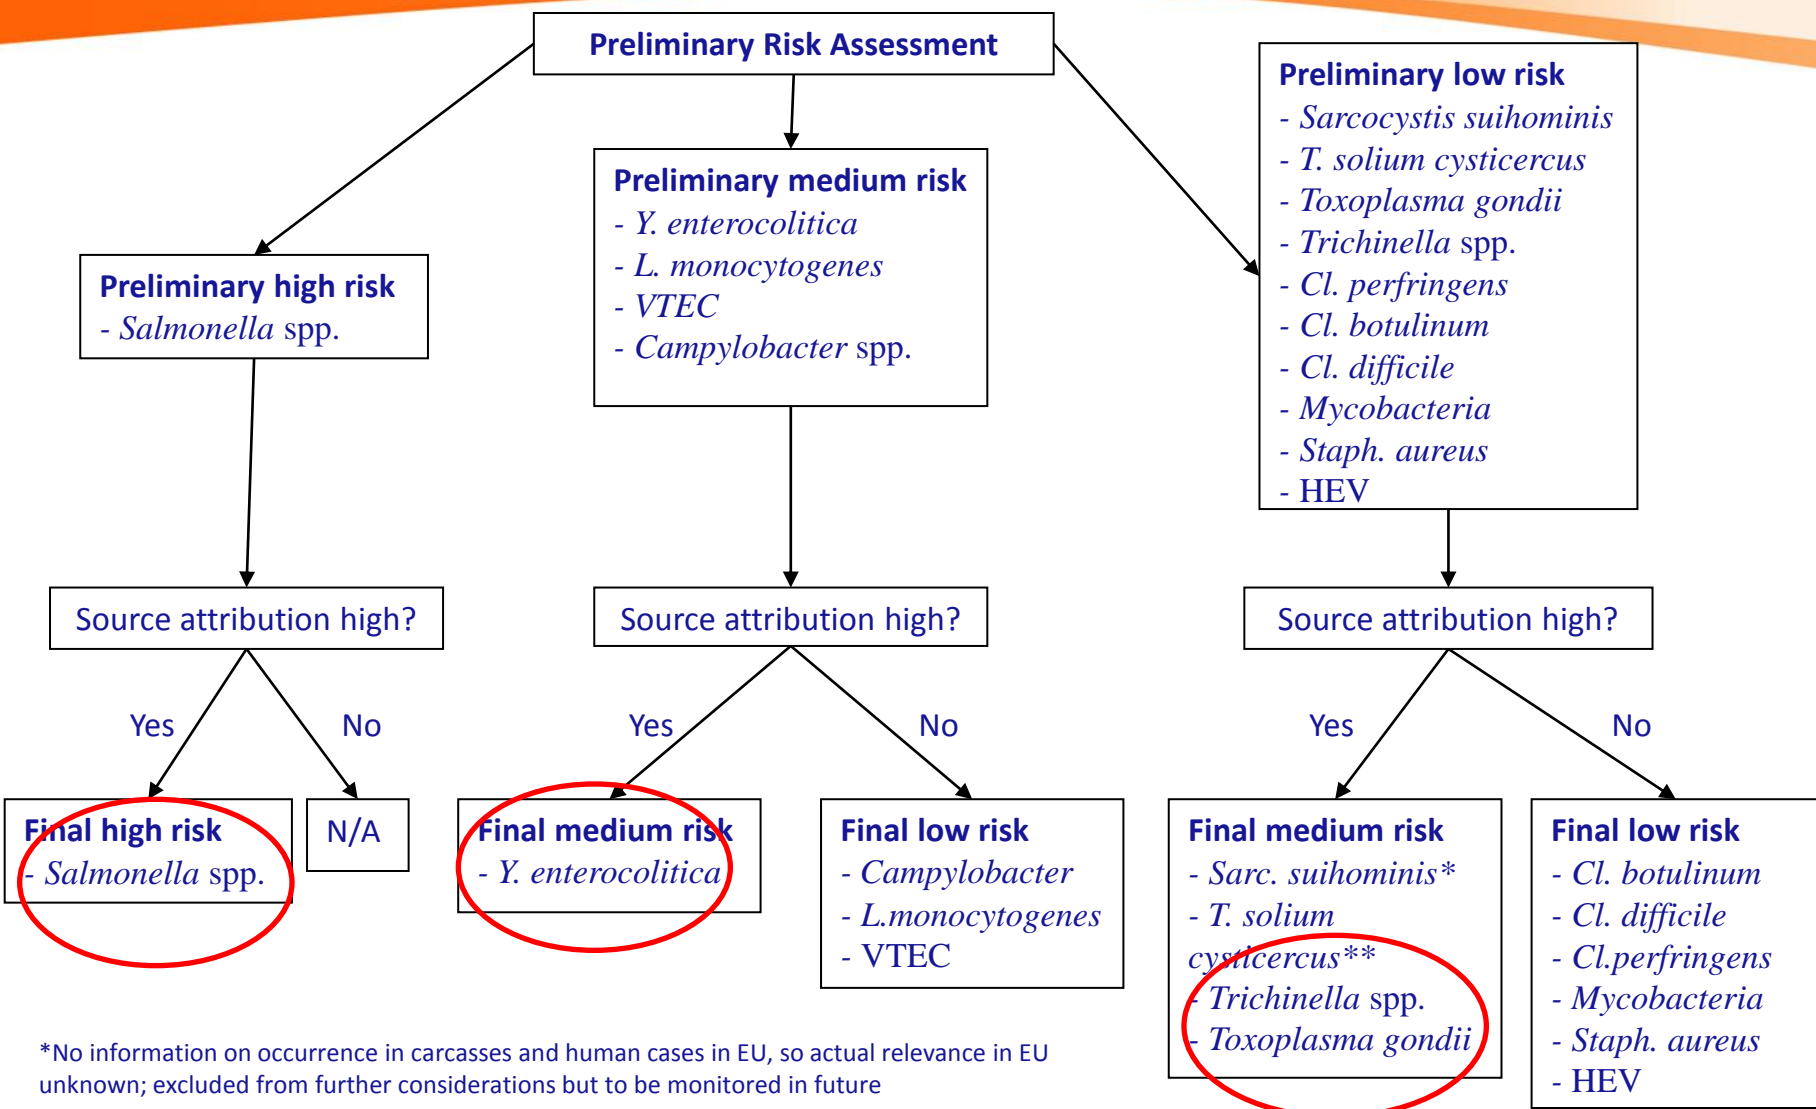 Preliminary Risk Assessment
Preliminary high risk
- Salmonella spp.
Preliminary medium risk
- Y. enterocolitica
- L. monocytogenes
- VTEC
- Campylobacter spp.
Preliminary low risk
- Sarcocystis suihominis
- T. solium cysticercus
- Toxoplasma gondii
- Trichinella spp.
- Cl. perfringens
- Cl. botulinum
- Cl. difficile
- Mycobacteria
- Staph. aureus
- HEV
Source attribution high?
Source attribution high?
Source attribution high?
Yes
No
Yes
No
Yes
No
Final high risk
- Salmonella spp.
N/A
Final medium risk
- Y. enterocolitica
Final low risk
- Campylobacter
- L.monocytogenes
- VTEC
Final medium risk
- Sarc. suihominis*
- T. solium
cysticercus**
- Trichinella spp.
- Toxoplasma gondii
Final low risk
- Cl. botulinum
- Cl. difficile
- Cl.perfringens
- Mycobacteria
- Staph. aureus
- HEV
*No information on occurrence in carcasses and human cases in EU, so actual relevance in EU
unknown; excluded from further considerations but to be monitored in future